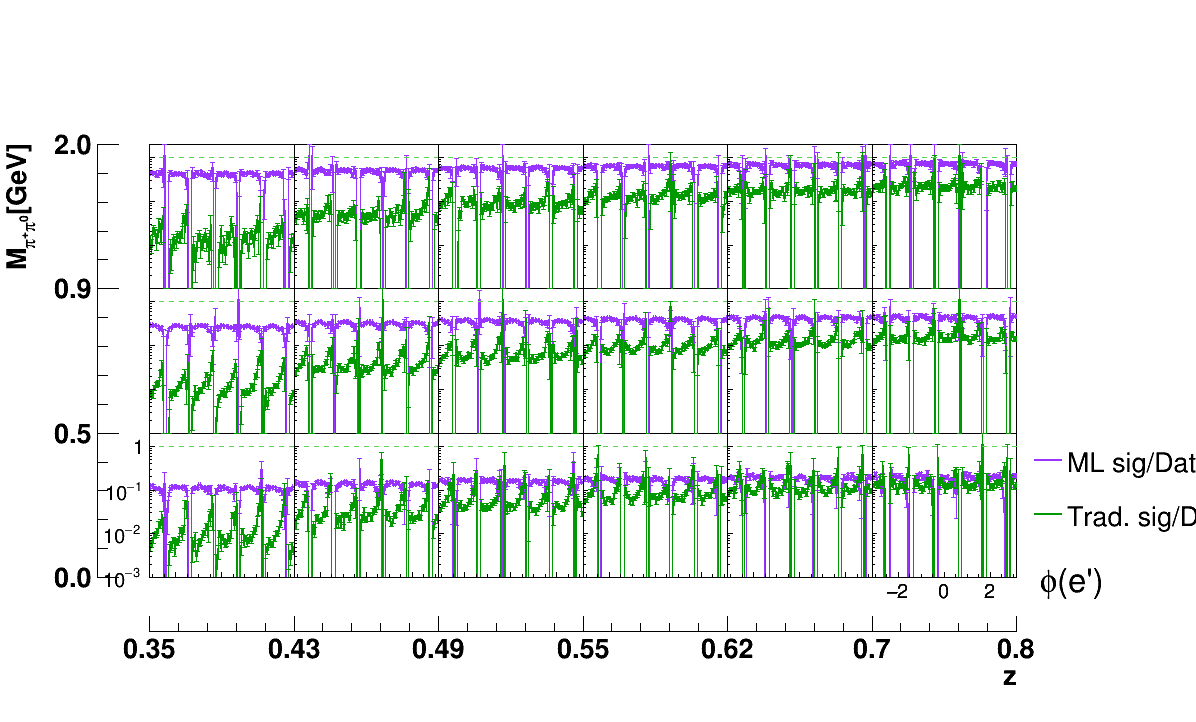 M π⁺π⁰ [GeV]
2.0
0.9
0.5
0.0
1
10⁻¹
10⁻²
10⁻³
ML sig/Dat
Trad. sig/D
−2 0 2
ϕ(e')
0.35 0.43 0.49 0.55 0.62 0.7 0.8
z